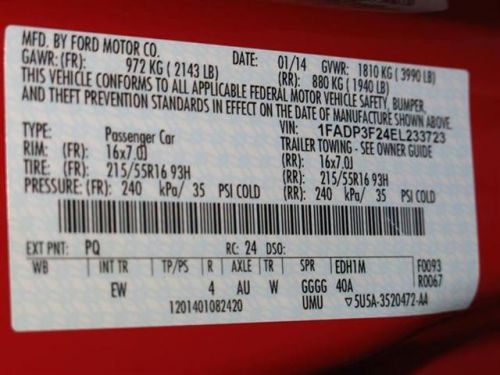 MFD. BY FORD MOTOR CO.
DATE: 01/14 GVWR: 1810 KG ( 3990 LB)
GAWR: (FR): 972 KG ( 2143 LB) (RR): 880 KG ( 1940 LB)
THIS VEHICLE CONFORMS TO ALL APPLICABLE FEDERAL MOTOR VEHICLE SAFETY, BUMPER,
AND THEFT PREVENTION STANDARDS IN EFFECT ON THE DATE OF MANUFACTURE SHOWN ABOVE.
VIN: 1FADP3F24EL233723
TYPE: Passenger Car TRAILER TOWING - SEE OWNER GUIDE
RIM: (FR): 16x7.0J (RR): 16x7.0J
TIRE: (FR): 215/55R16 93H (RR): 215/55R16 93H
PRESSURE: (FR): 240 kPa/ 35 PSI COLD (RR): 240 kPa/ 35 PSI COLD
EXT PNT: PQ RC: 24 DSO:
WB INT TR TP/PS R AXLE TR SPR EDH1M F0093
EW 4 AU W GGGG 40A R0067
1201401082420 UMU ▽5U5A-3520472-AA